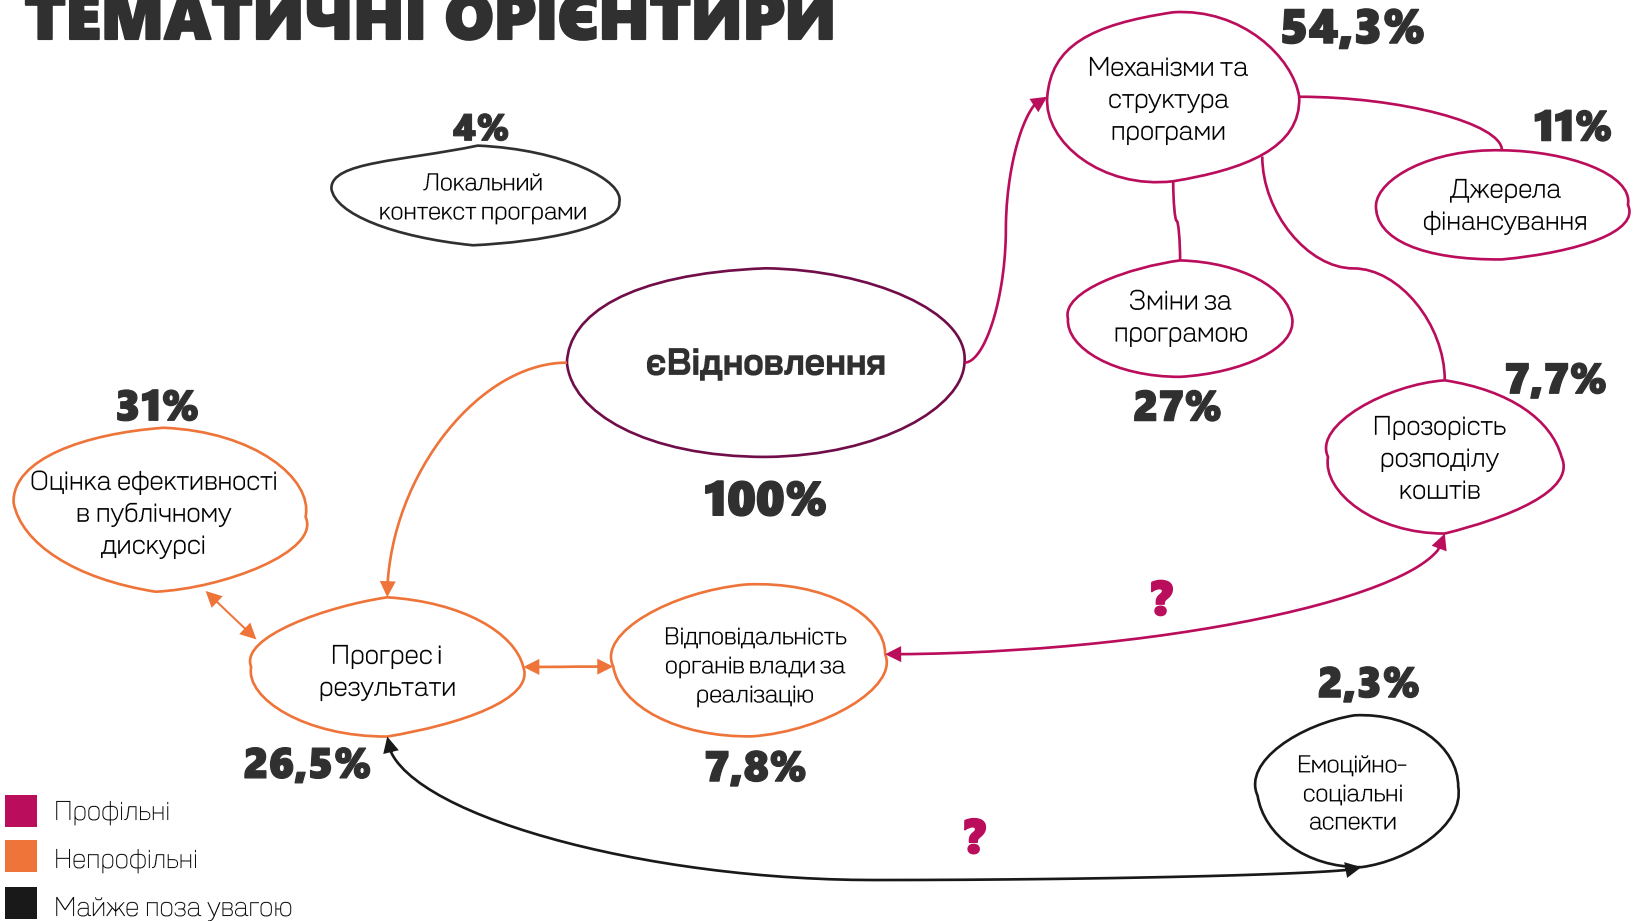 ТЕМАТИЧНІ ОРІЄНТИРИ
54,3%
Механізми та
структура
програми
11%
Джерела
фінансування
4%
Локальний
контекст програми
Зміни за
програмою
27%
єВідновлення
100%
7,7%
Прозорість
розподілу
коштів
31%
Оцінка ефективності
в публічному
дискурсі
?
Прогрес і
результати
26,5%
Відповідальність
органів влади за
реалізацію
7,8%
2,3%
Емоційно-
соціальні
аспекти
?
Профільні
Непрофільні
Майже поза увагою